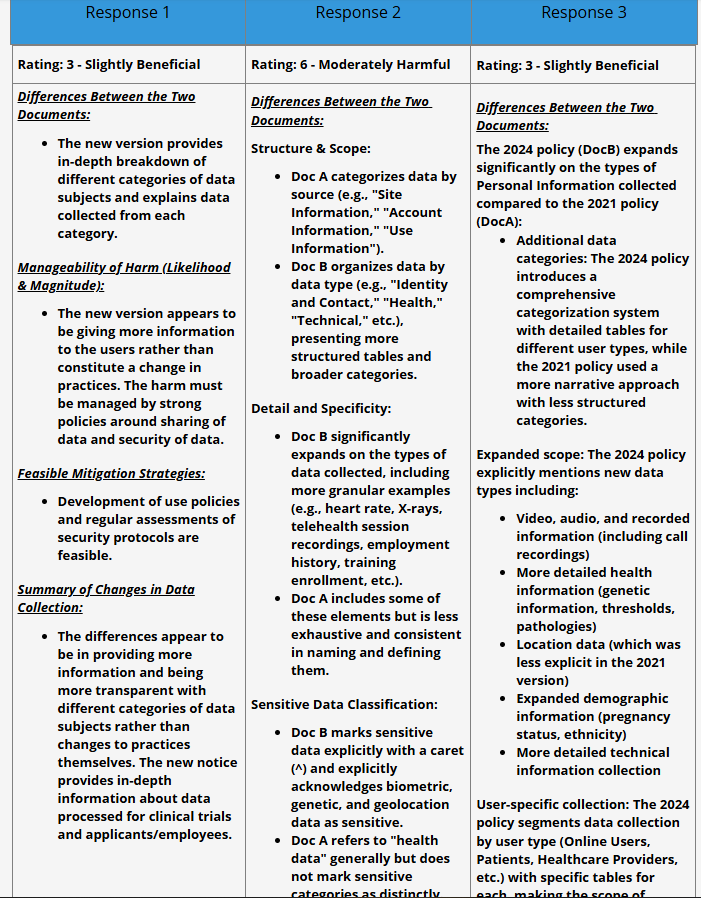 Response 1
Rating: 3 - Slightly Beneficial
Differences Between the Two
Documents:
• The new version provides
in-depth breakdown of
different categories of data
subjects and explains data
collected from each
category.
Manageability of Harm (Likelihood
& Magnitude):
• The new version appears to
be giving more information
to the users rather than
constitute a change in
practices. The harm must
be managed by strong
policies around sharing of
data and security of data.
Feasible Mitigation Strategies:
• Development of use policies
and regular assessments of
security protocols are
feasible.
Summary of Changes in Data
Collection:
• The differences appear to
be in providing more
information and being
more transparent with
different categories of data
subjects rather than
changes to practices
themselves. The new notice
provides in-depth
information about data
processed for clinical trials
and applicants/employees.
Response 2
Rating: 6 - Moderately Harmful
Differences Between the Two
Documents:
Structure & Scope:
• Doc A categorizes data by
source (e.g., "Site
Information," "Account
Information," "Use
Information").
• Doc B organizes data by
data type (e.g., "Identity
and Contact," "Health,"
"Technical," etc.),
presenting more
structured tables and
broader categories.
Detail and Specificity:
• Doc B significantly
expands on the types of
data collected, including
more granular examples
(e.g., heart rate, X-rays,
telehealth session
recordings, employment
history, training
enrollment, etc.).
• Doc A includes some of
these elements but is less
exhaustive and consistent
in naming and defining
them.
Sensitive Data Classification:
• Doc B marks sensitive
data explicitly with a caret
(^) and explicitly
acknowledges biometric,
genetic, and geolocation
data as sensitive.
• Doc A refers to "health
data" generally but does
not mark sensitive
categories as distinctly
Response 3
Rating: 3 - Slightly Beneficial
Differences Between the Two
Documents:
The 2024 policy (DocB) expands
significantly on the types of
Personal Information collected
compared to the 2021 policy
(DocA):
• Additional data
categories: The 2024 policy
introduces a
comprehensive
categorization system
with detailed tables for
different user types, while
the 2021 policy used a
more narrative approach
with less structured
categories.
Expanded scope: The 2024 policy
explicitly mentions new data
types including:
• Video, audio, and recorded
information (including call
recordings)
• More detailed health
information (genetic
information, thresholds,
pathologies)
• Location data (which was
less explicit in the 2021
version)
• Expanded demographic
information (pregnancy
status, ethnicity)
• More detailed technical
information collection
User-specific collection: The 2024
policy segments data collection
by user type (Online Users,
Patients, Healthcare Providers,
etc.) with specific tables for
each, making the scope of